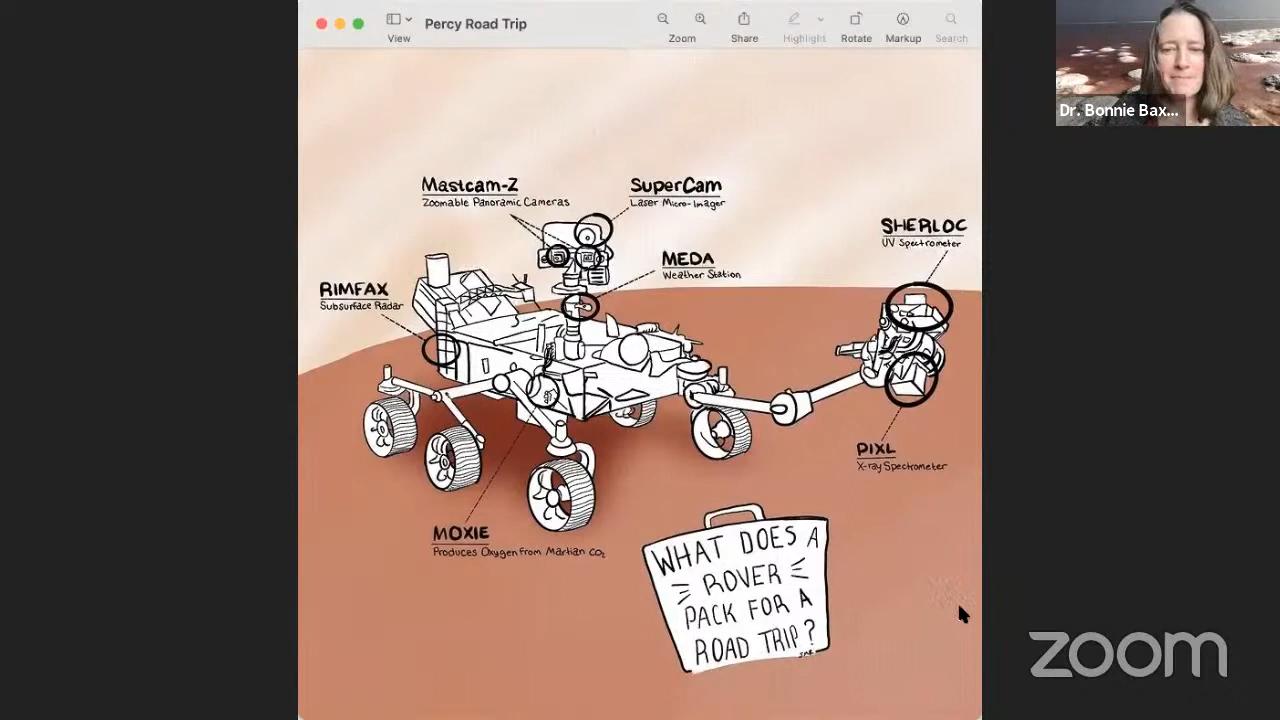 Percy Road Trip
View
Zoom
Share
Highlight
Rotate
Markup
Search
Dr. Bonnie Bax...
Mastcam-Z
Zoomable Panoramic Cameras
SuperCam
Laser Micro-Imager
SHERLOC
UV Spectrometer
MEDA
Weather Station
RIMFAX
Subsurface Radar
PIXL
X-ray Spectrometer
MOXIE
Produces Oxygen from Martian CO₂
WHAT DOES A
ROVER
PACK FOR A
ROAD TRIP?
zoom